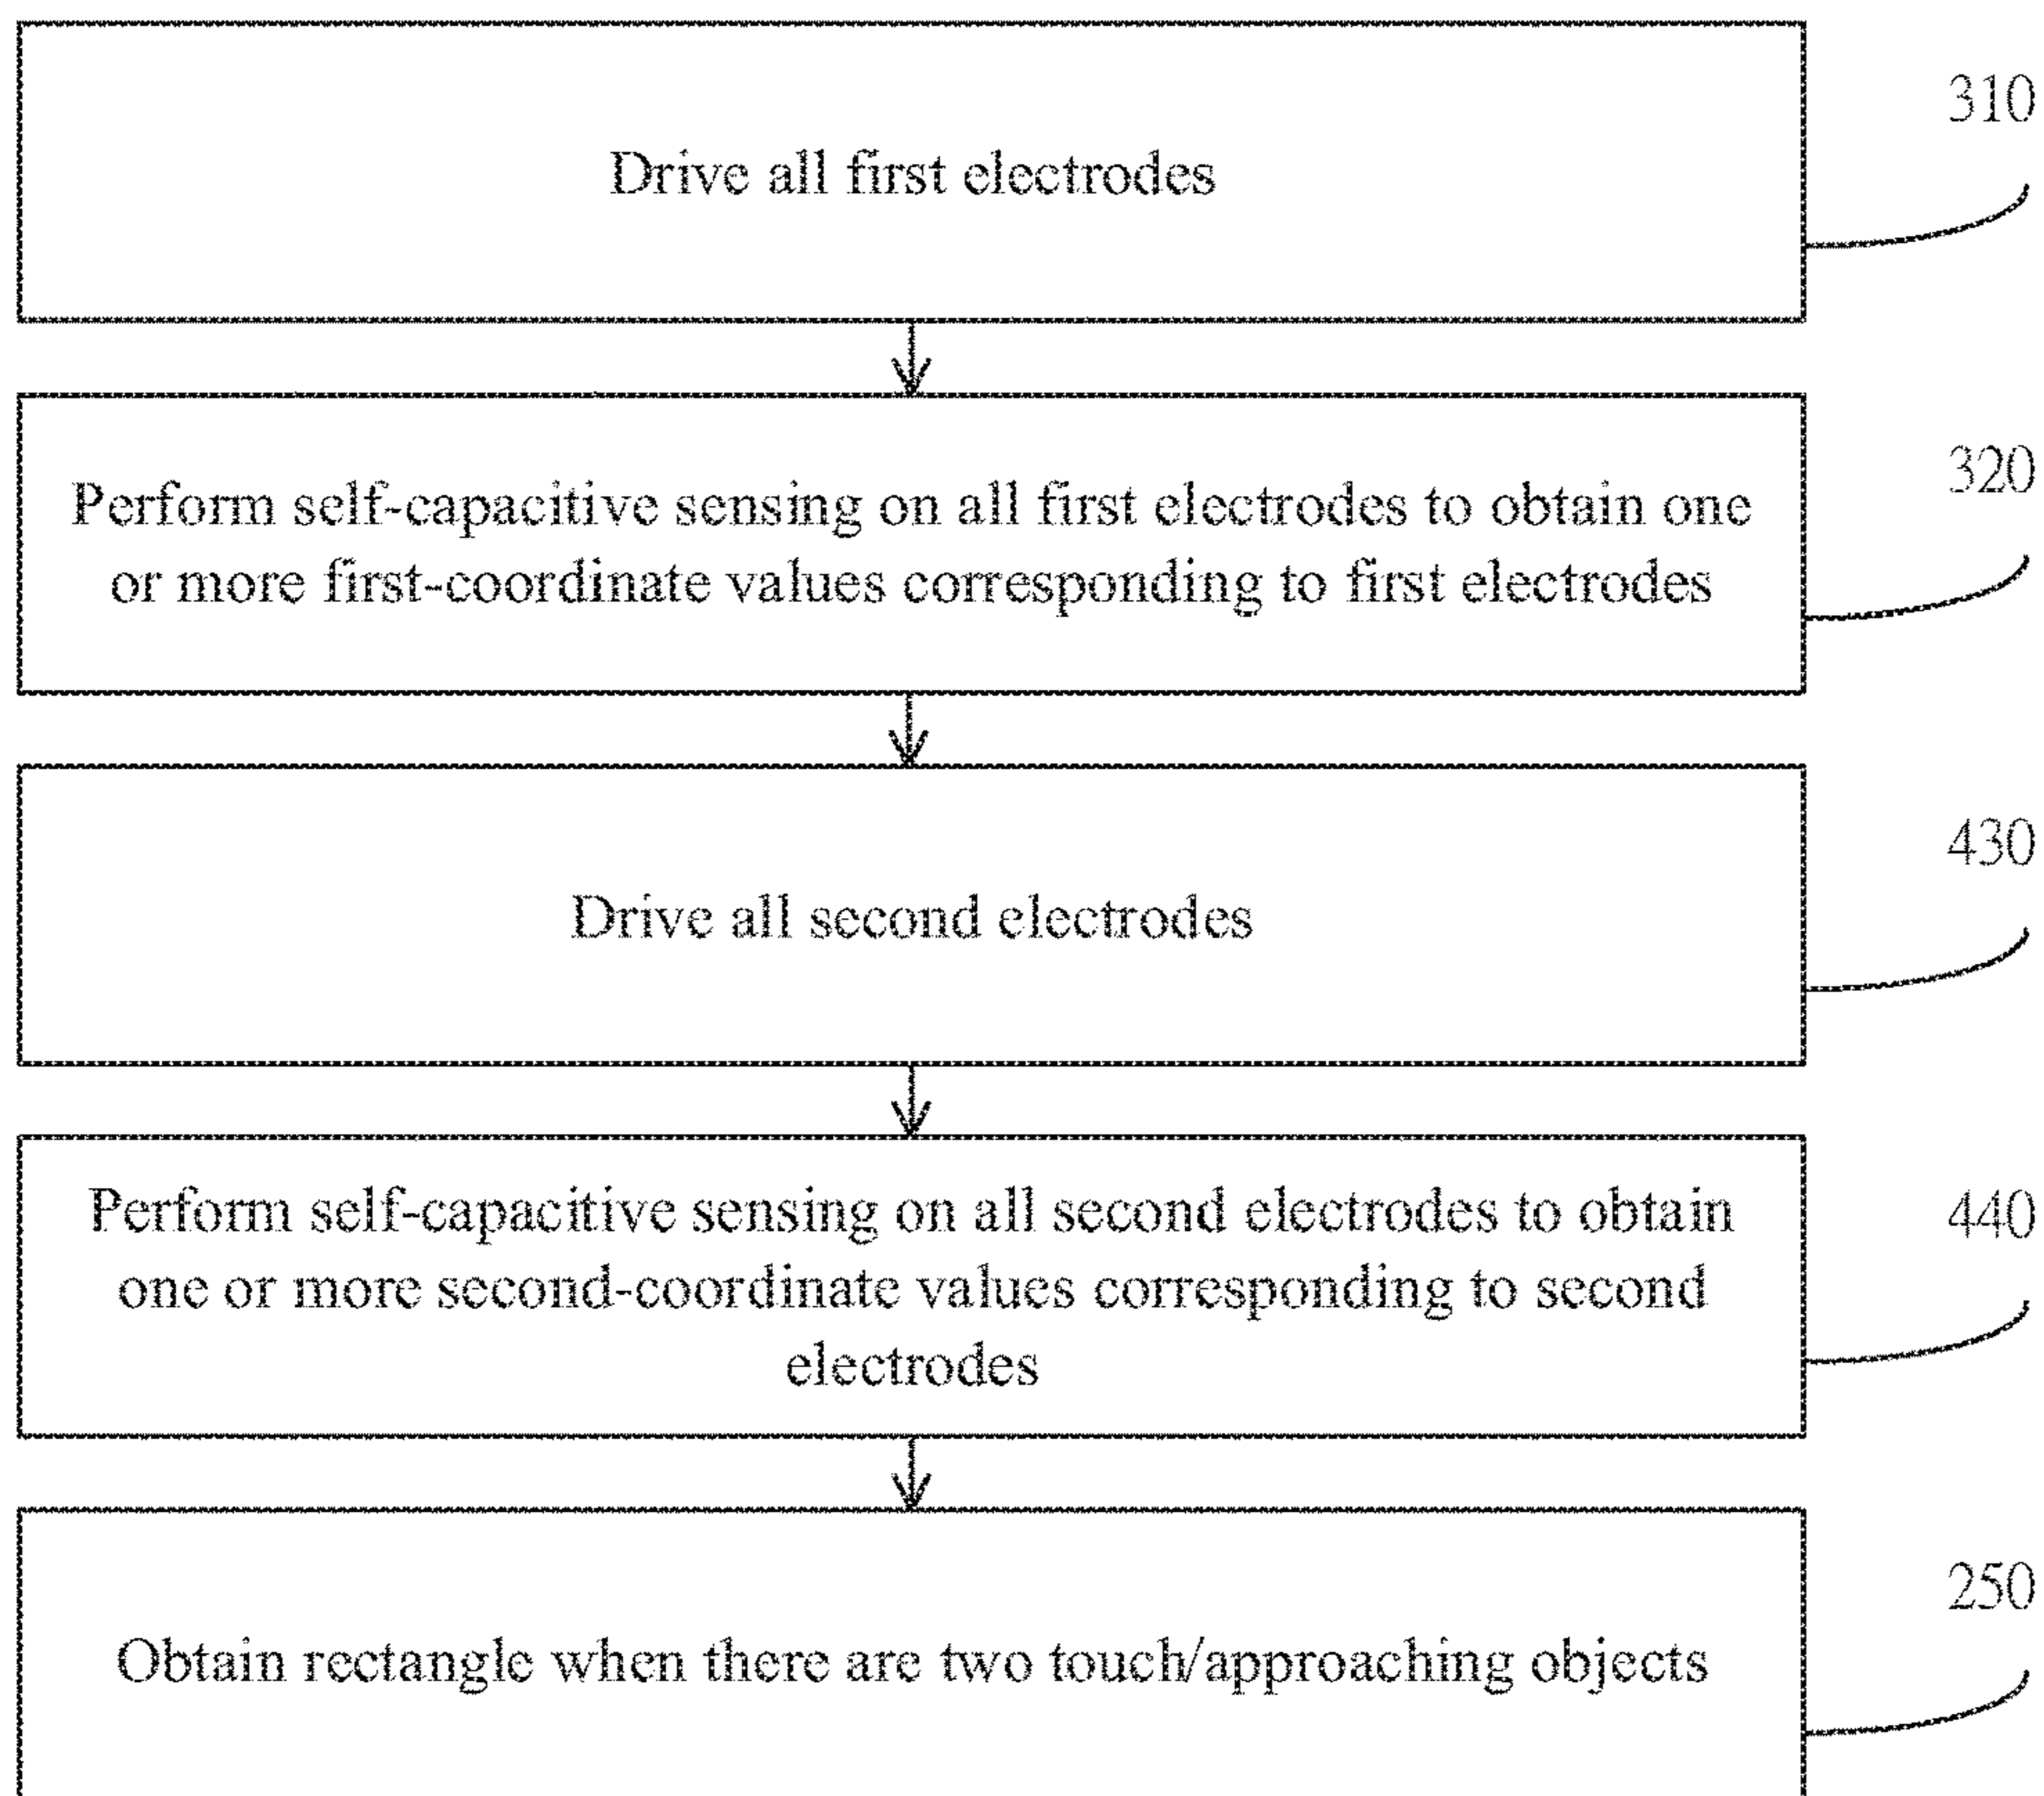 310
Drive all first electrodes
320
Perform self-capacitive sensing on all first electrodes to obtain one
or more first-coordinate values corresponding to first electrodes
430
Drive all second electrodes
440
Perform self-capacitive sensing on all second electrodes to obtain
one or more second-coordinate values corresponding to second
electrodes
250
Obtain rectangle when there are two touch/approaching objects